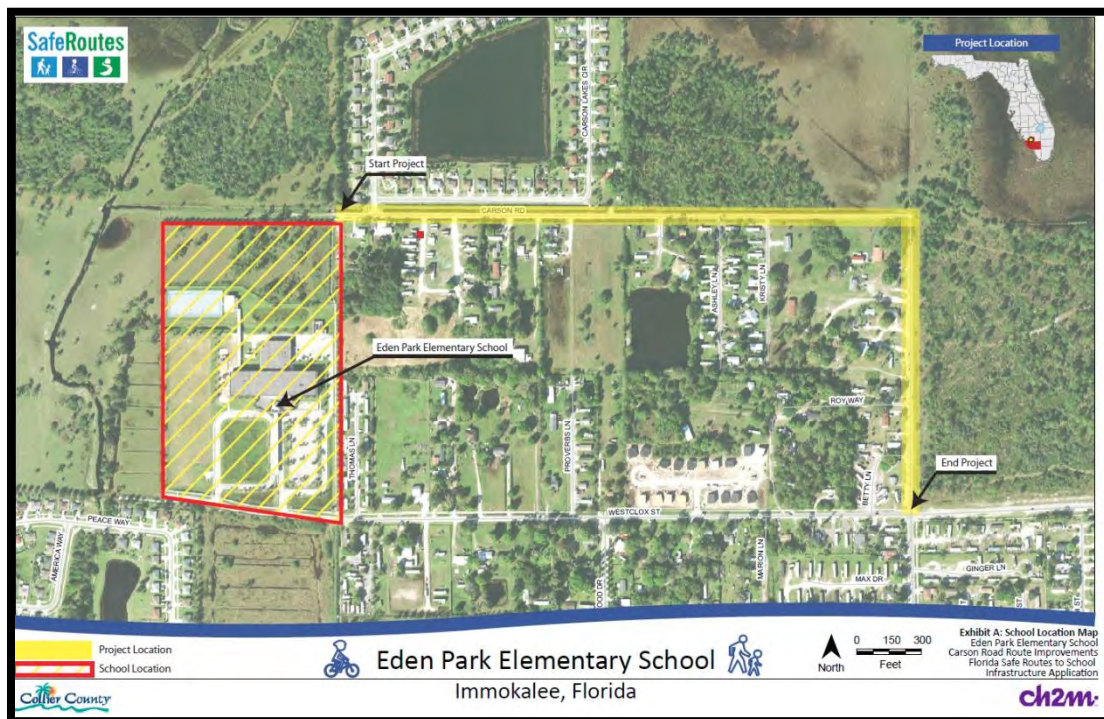 SafeRoutes
Project Location
CARSON LAKES CIR
Start Project
CARSON RD
ASHLEY LN
KRISTY LN
Eden Park Elementary School
ROY WAY
THOMAS LN
PROVERBS LN
BETTY LN
End Project
WESTCLOX ST
PEACE WAY
AMERICA WAY
MARION LN
OOD DR
MAX DR
GINGER LN
T
ST
ST
Project Location
School Location
Eden Park Elementary School
Immokalee, Florida
North
0 150 300
Feet
Exhibit A: School Location Map
Eden Park Elementary School
Carson Road Route Improvements
Florida Safe Routes to School
Infrastructure Application
Collier County
ch2m: